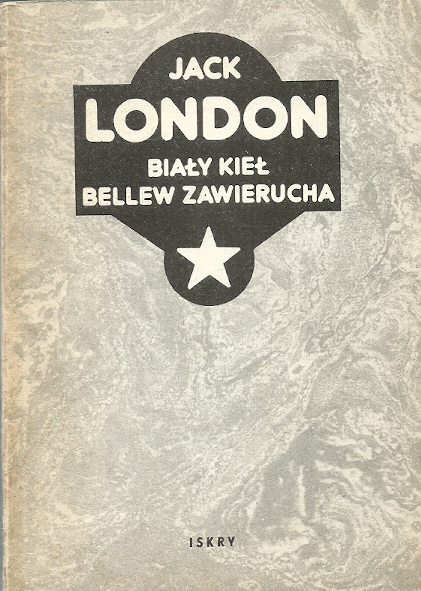 JACK
LONDON
BIAŁY KIEŁ
BELLEW ZAWIERUCHA
ISKRY